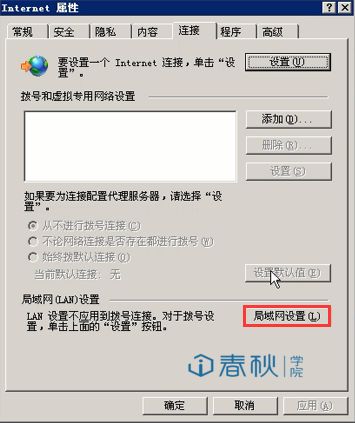 Internet 属性
常规 安全 隐私 内容 连接 程序 高级
要设置一个 Internet 连接，单击“设
置”。
设置(U)
拨号和虚拟专用网络设置
添加(D)...
删除(R)...
设置(S)
如果要为连接配置代理服务器，请选择“设
置”。
从不进行拨号连接(C)
不论网络连接是否存在都进行拨号(W)
始终拨默认连接(O)
当前默认连接: 无
设置默认值(E)
局域网(LAN)设置
LAN 设置不应用到拨号连接。对于拨号设
置，单击上面的“设置”按钮。
局域网设置(L)
i春秋 学院
确定 取消 应用(A)